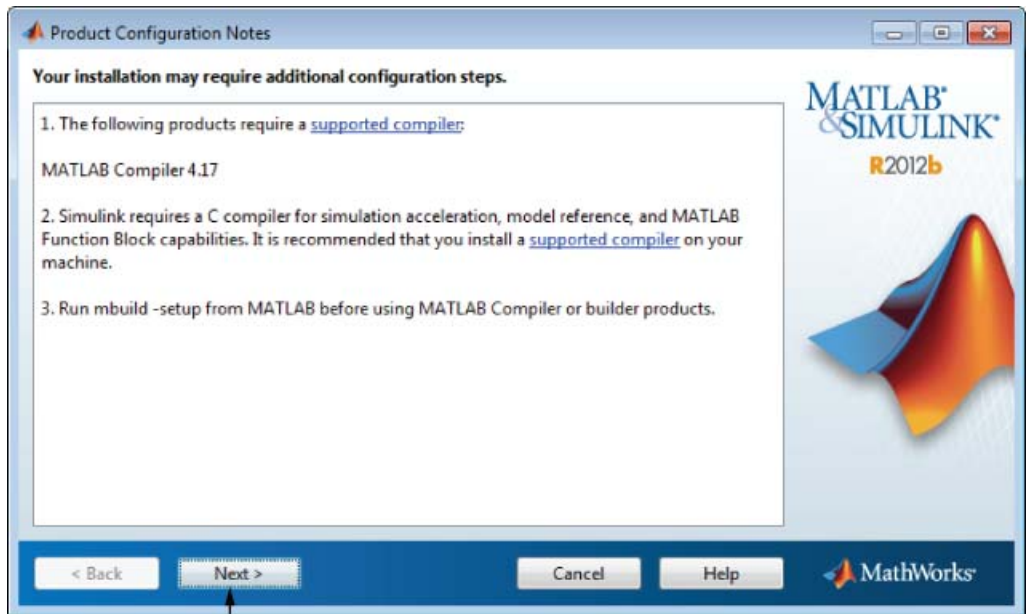 Product Configuration Notes
Your installation may require additional configuration steps.
1. The following products require a supported compiler:
MATLAB Compiler 4.17
2. Simulink requires a C compiler for simulation acceleration, model reference, and MATLAB
Function Block capabilities. It is recommended that you install a supported compiler on your
machine.
3. Run mbuild -setup from MATLAB before using MATLAB Compiler or builder products.
MATLAB®
&SIMULINK®
R2012b
< Back
Next >
Cancel
Help
MathWorks®